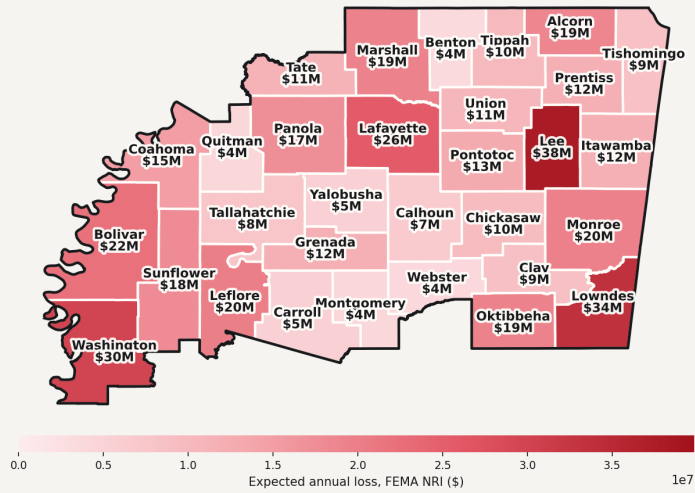 Alcorn
$19M
Tippah
$10M
Benton
$4M
Marshall
$19M
Tishomingo
$9M
Tate
$11M
Prentiss
$12M
Union
$11M
Panola
$17M
Lafayette
$26M
Lee
$38M
Itawamba
$12M
Quitman
$4M
Coahoma
$15M
Pontotoc
$13M
Yalobusha
$5M
Tallahatchie
$8M
Calhoun
$7M
Chickasaw
$10M
Monroe
$20M
Bolivar
$22M
Grenada
$12M
Sunflower
$18M
Clay
$9M
Webster
$4M
Leflore
$20M
Lowndes
$34M
Montgomery
$4M
Carroll
$5M
Oktibbeha
$19M
Washington
$30M
0.0 0.5 1.0 1.5 2.0 2.5 3.0 3.5
1e7
Expected annual loss, FEMA NRI ($)